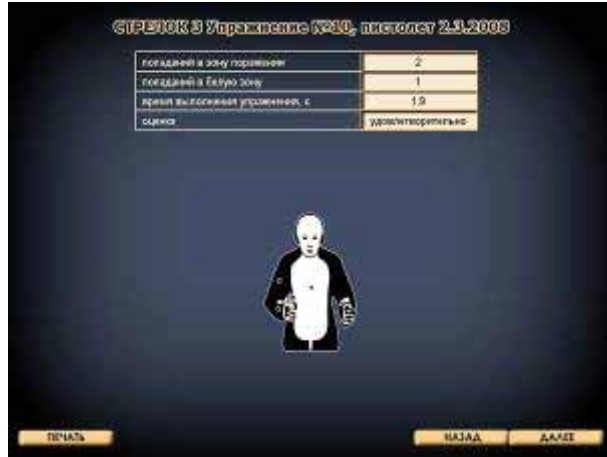 СТРЕЛОК 3 Упражнение №10, пистолет 2.3.2008
попаданий в зону поражения 2
попаданий в белую зону 1
время выполнения упражнения, с 1,9
оценка удовлетворительно
ПЕЧАТЬ НАЗАД ДАЛЕЕ